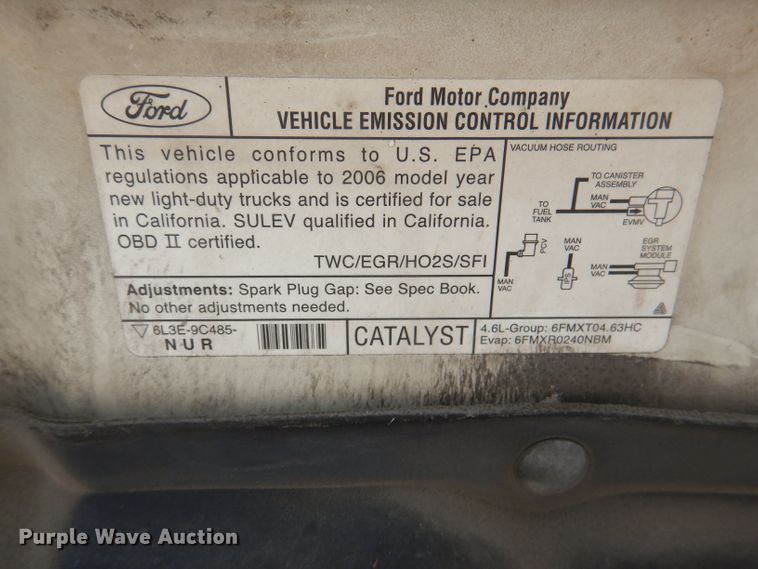 Ford
Ford Motor Company
VEHICLE EMISSION CONTROL INFORMATION
This vehicle conforms to U.S. EPA
regulations applicable to 2006 model year
new light-duty trucks and is certified for sale
in California. SULEV qualified in California.
OBD II certified.
TWC/EGR/HO2S/SFI
Adjustments: Spark Plug Gap: See Spec Book.
No other adjustments needed.
VACUUM HOSE ROUTING
TO CANISTER
ASSEMBLY
MAN
VAC
TO
FUEL
TANK
EVMV
PCV
MAN
VAC
MAN
VAC
IPS
EGR
SYSTEM
MODULE
MAN
VAC
6L3E-9C485-
NUR
CATALYST
4.6L-Group: 6FMXT04.63HC
Evap: 6FMXR0240NBM
Purple Wave Auction